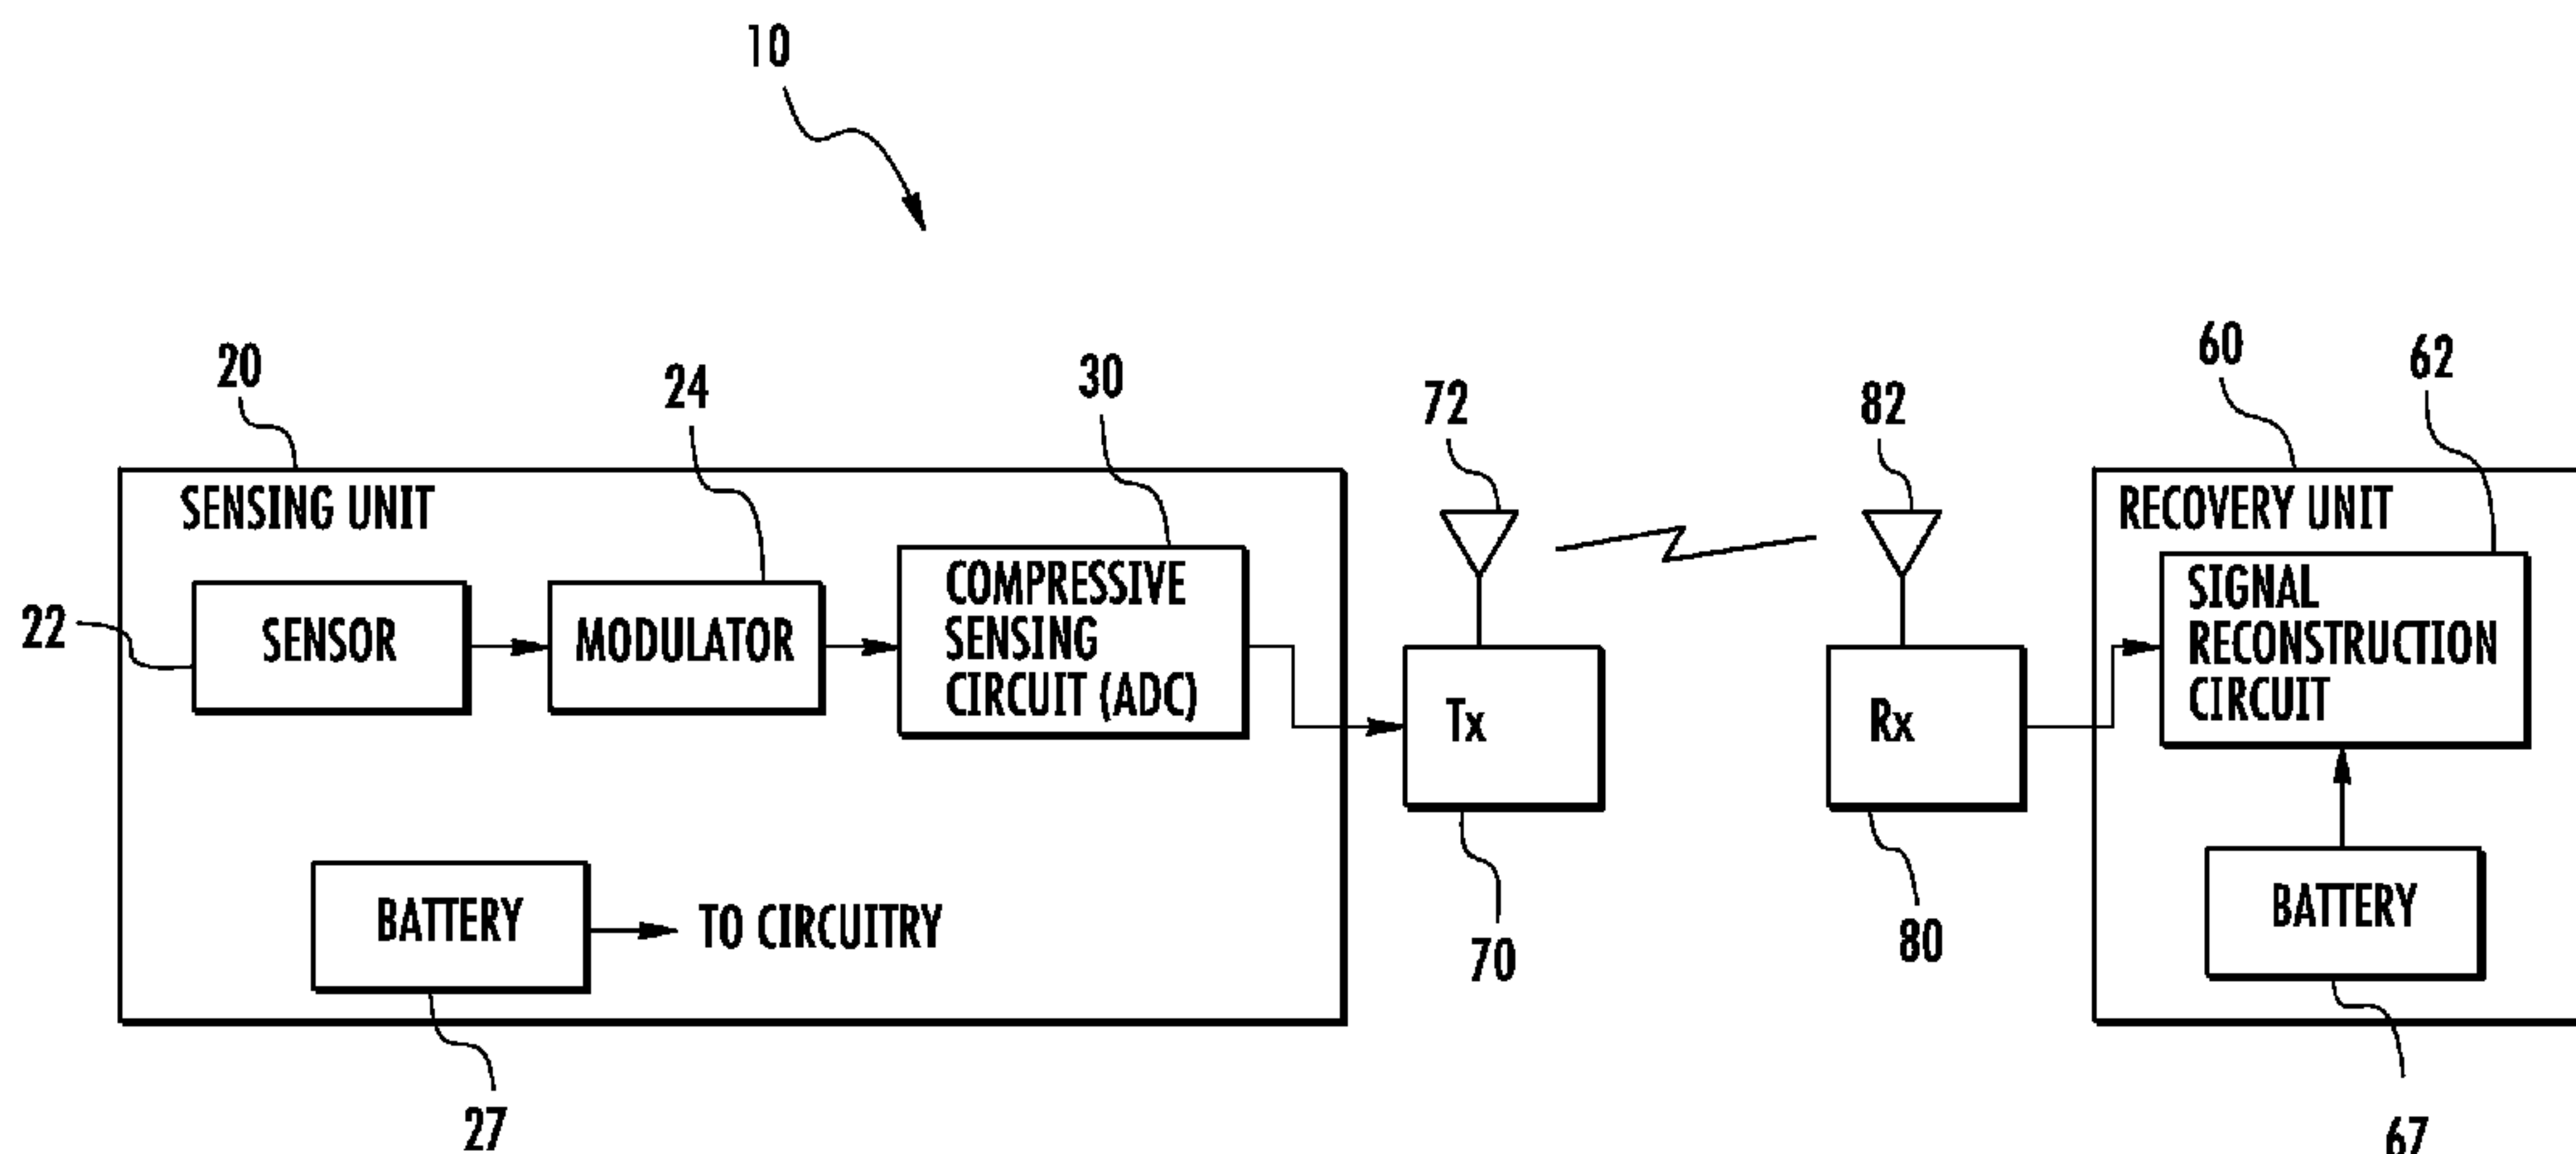 10
20
24
30
72
82
60
62
SENSING UNIT
RECOVERY UNIT
22
SENSOR
MODULATOR
COMPRESSIVE
SENSING
CIRCUIT (ADC)
Tx
Rx
SIGNAL
RECONSTRUCTION
CIRCUIT
BATTERY
TO CIRCUITRY
BATTERY
70
80
27
67